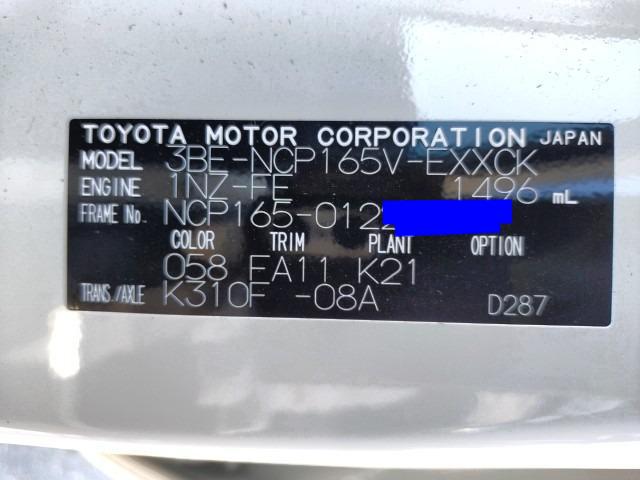 TOYOTA MOTOR CORPORATION JAPAN
MODEL 3BE-NCP165V-EXXCK
ENGINE 1NZ-FE 1496 mL
FRAME No. NCP165-0122
COLOR TRIM PLANT OPTION
058 FA11 K21
TRANS./AXLE K310F -08A D287